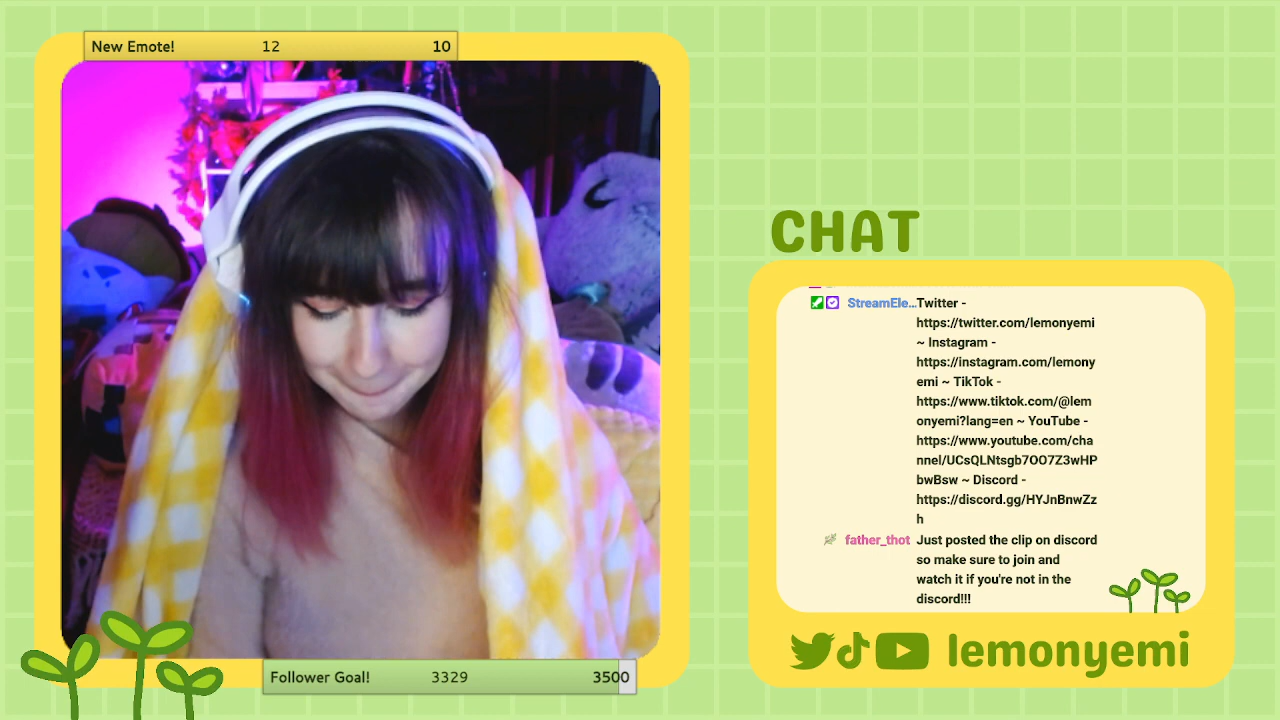 New Emote! 12 10
CHAT
StreamEle... Twitter -
https://twitter.com/lemonyemi
~ Instagram -
https://instagram.com/lemony
emi ~ TikTok -
https://www.tiktok.com/@lem
onyemi?lang=en ~ YouTube -
https://www.youtube.com/cha
nnel/UCsQLNtsgb7OO7Z3wHP
bwBsw ~ Discord -
https://discord.gg/HYJnBnwZz
h
father_thot Just posted the clip on discord
so make sure to join and
watch it if you're not in the
discord!!!
lemonyemi
Follower Goal! 3329 3500